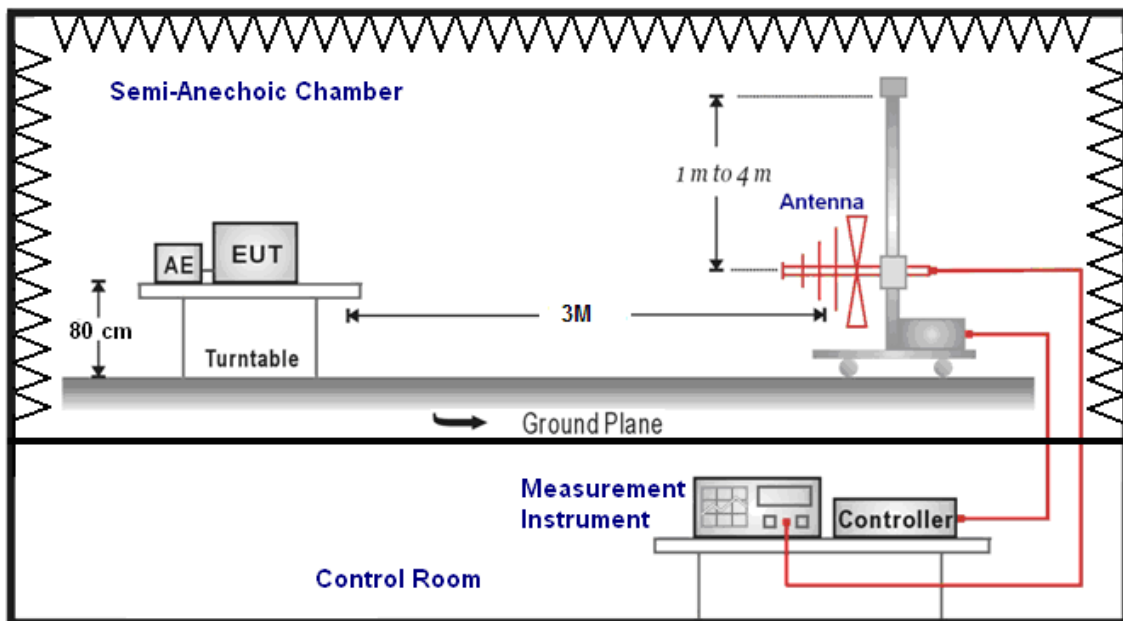 Semi-Anechoic Chamber
1 m to 4 m
Antenna
AE
EUT
80 cm
3M
Turntable
Ground Plane
Measurement
Instrument
Controller
Control Room